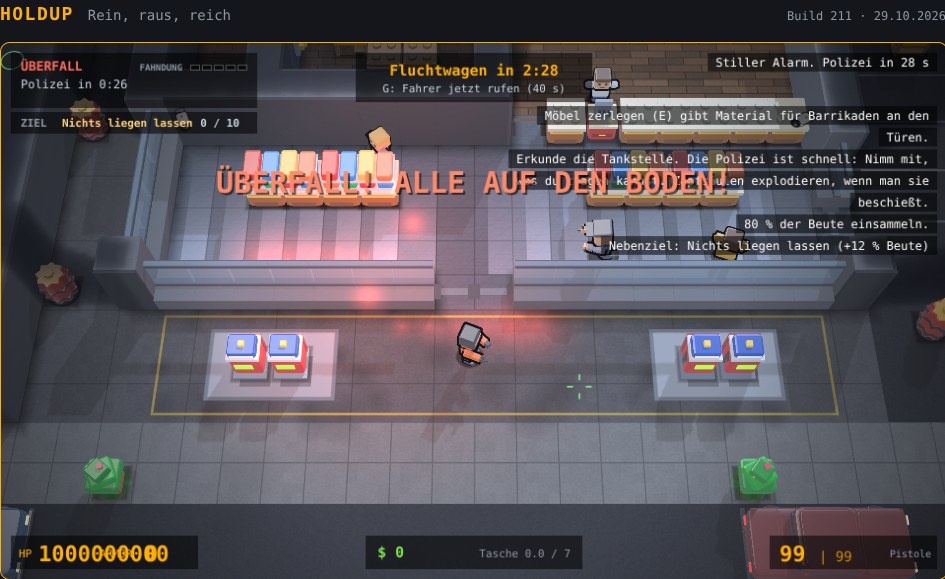 HOLDUP Rein, raus, reich
Build 211 · 29.10.2026
ÜBERFALL
FAHNDUNG
Polizei in 0:26
ZIEL Nichts liegen lassen 0 / 10
Fluchtwagen in 2:28
G: Fahrer jetzt rufen (40 s)
Stiller Alarm. Polizei in 28 s
Möbel zerlegen (E) gibt Material für Barrikaden an den
Türen.
Erkunde die Tankstelle. Die Polizei ist schnell: Nimm mit,
explodieren, wenn man sie
beschießt.
80 % der Beute einsammeln.
Nebenziel: Nichts liegen lassen (+12 % Beute)
ÜBERFALL! ALLE AUF DEN BODEN!
HP
$ 0
Tasche 0.0 / 7
99 | 99
Pistole